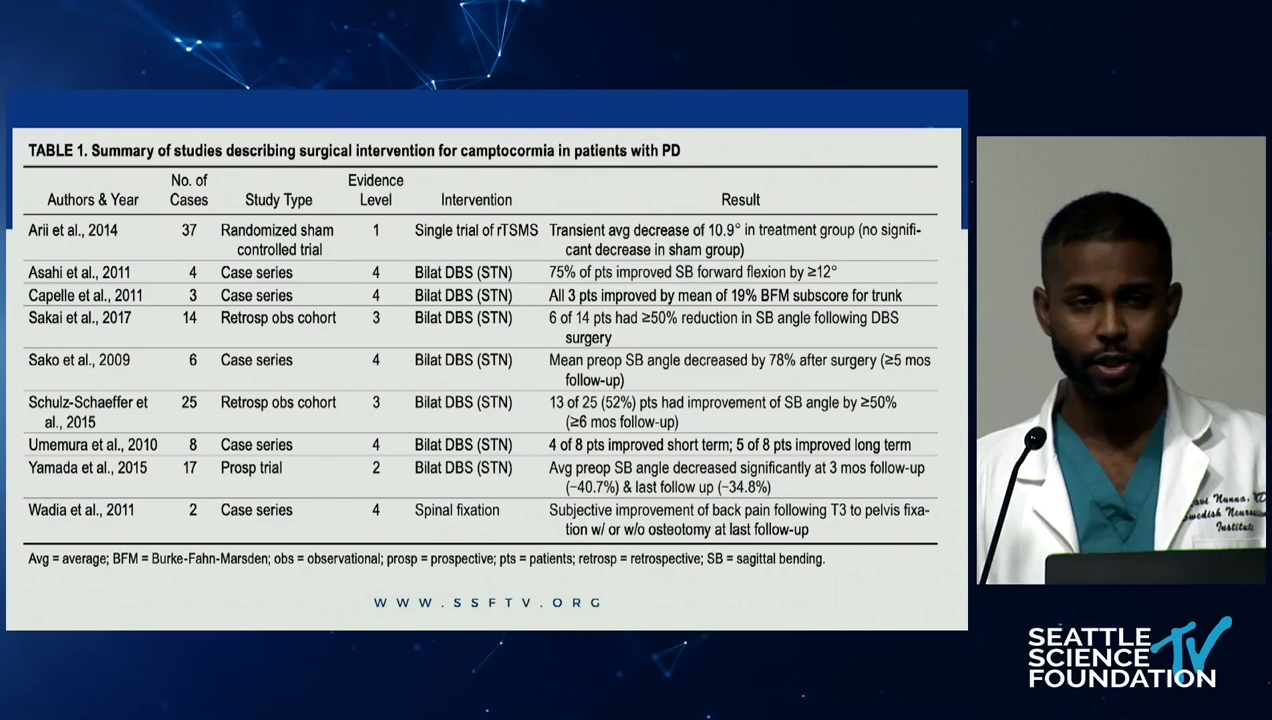 TABLE 1. Summary of studies describing surgical intervention for camptocormia in patients with PD
Authors & Year No. of Cases Study Type Evidence Level Intervention Result
Arii et al., 2014 37 Randomized sham controlled trial 1 Single trial of rTSMS Transient avg decrease of 10.9° in treatment group (no signifi-
cant decrease in sham group)
Asahi et al., 2011 4 Case series 4 Bilat DBS (STN) 75% of pts improved SB forward flexion by ≥12°
Capelle et al., 2011 3 Case series 4 Bilat DBS (STN) All 3 pts improved by mean of 19% BFM subscore for trunk
Sakai et al., 2017 14 Retrosp obs cohort 3 Bilat DBS (STN) 6 of 14 pts had ≥50% reduction in SB angle following DBS
surgery
Sako et al., 2009 6 Case series 4 Bilat DBS (STN) Mean preop SB angle decreased by 78% after surgery (≥5 mos
follow-up)
Schulz-Schaeffer et al., 2015 25 Retrosp obs cohort 3 Bilat DBS (STN) 13 of 25 (52%) pts had improvement of SB angle by ≥50%
(≥6 mos follow-up)
Umemura et al., 2010 8 Case series 4 Bilat DBS (STN) 4 of 8 pts improved short term; 5 of 8 pts improved long term
Yamada et al., 2015 17 Prosp trial 2 Bilat DBS (STN) Avg preop SB angle decreased significantly at 3 mos follow-up
(−40.7%) & last follow up (−34.8%)
Wadia et al., 2011 2 Case series 4 Spinal fixation Subjective improvement of back pain following T3 to pelvis fixa-
tion w/ or w/o osteotomy at last follow-up
Avg = average; BFM = Burke-Fahn-Marsden; obs = observational; prosp = prospective; pts = patients; retrosp = retrospective; SB = sagittal bending.
WWW.SSFTV.ORG
Nunna,
Swedish
Institute
SEATTLE
SCIENCE TV
FOUNDATION